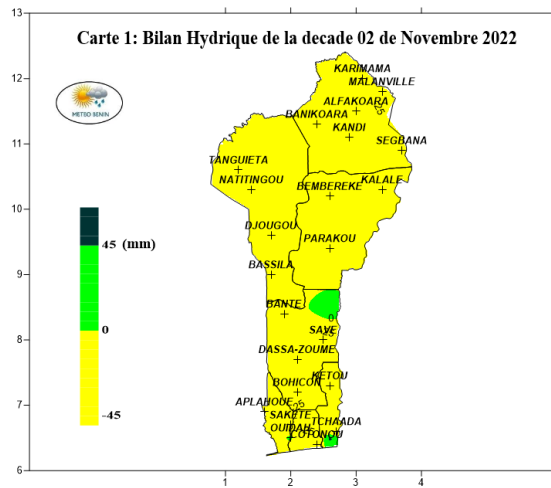 Carte 1: Bilan Hydrique de la decade 02 de Novembre 2022
13
KARIMAMA
12
MALANVILLE
METEO BENIN
ALFAKOARA
BANIKOARA
KANDI
SEGBANA
11
TANGUIETA
NATITINGOU
BEMBEREKE
KALALE
10
DJOUGOU
PARAKOU
45 (mm)
BASSILA
9
BANTE
0
0
SAVE
8
DASSA-ZOUME
KETOU
BOHICON
-45
7
APLAHOUE
SAKETE
TCHAADA
OUIDAH
COTONOU
6
1
2
3
4